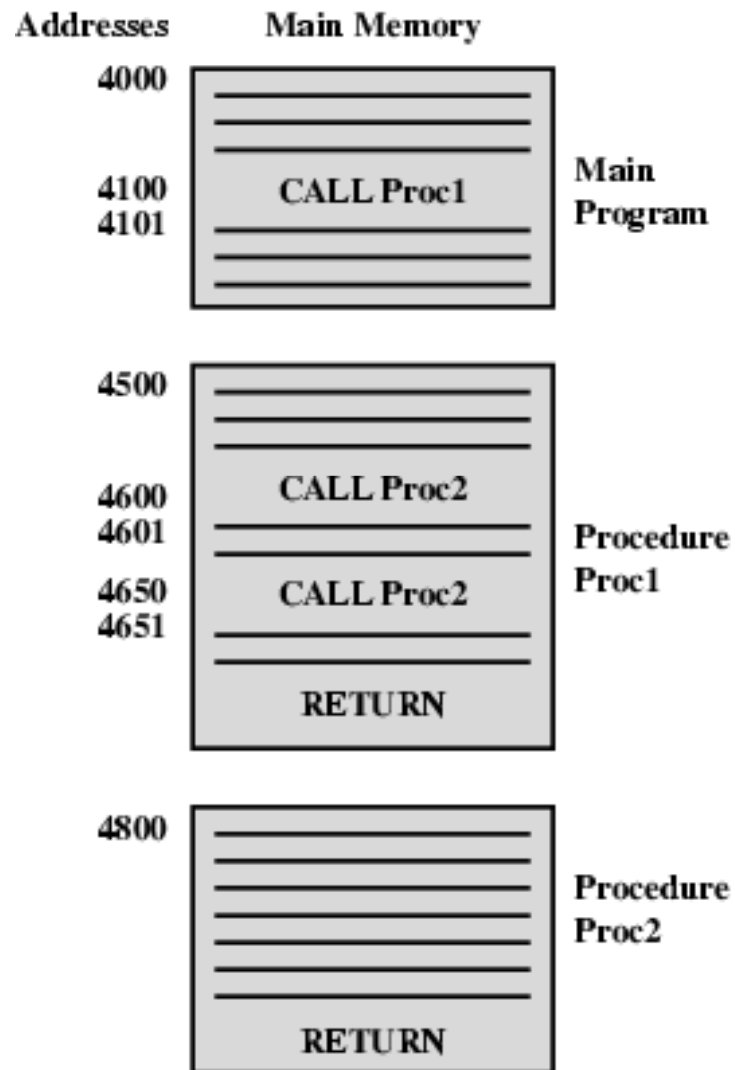 Addresses Main Memory
4000
4100 CALL Proc1
4101
Main
Program
4500
4600 CALL Proc2
4601
4650 CALL Proc2
4651
RETURN
Procedure
Proc1
4800
RETURN
Procedure
Proc2